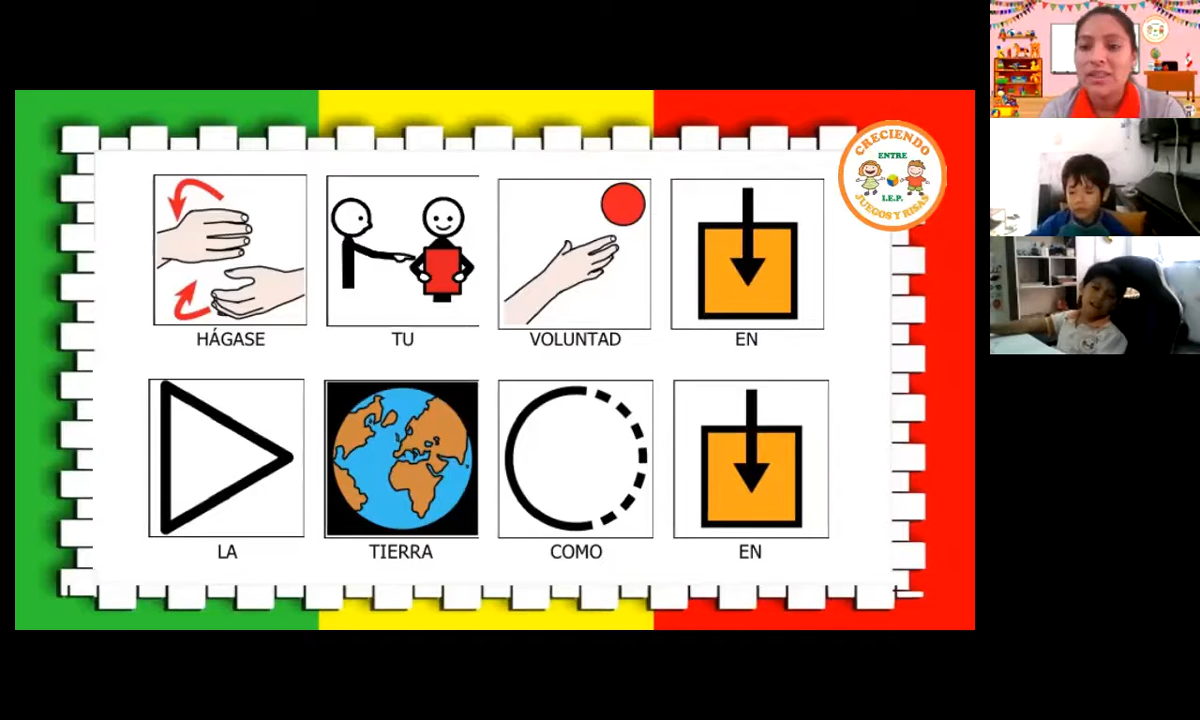 CRECIENDO
ENTRE
I.E.P.
JUEGOS Y RISAS
HÁGASE TU VOLUNTAD EN
LA TIERRA COMO EN